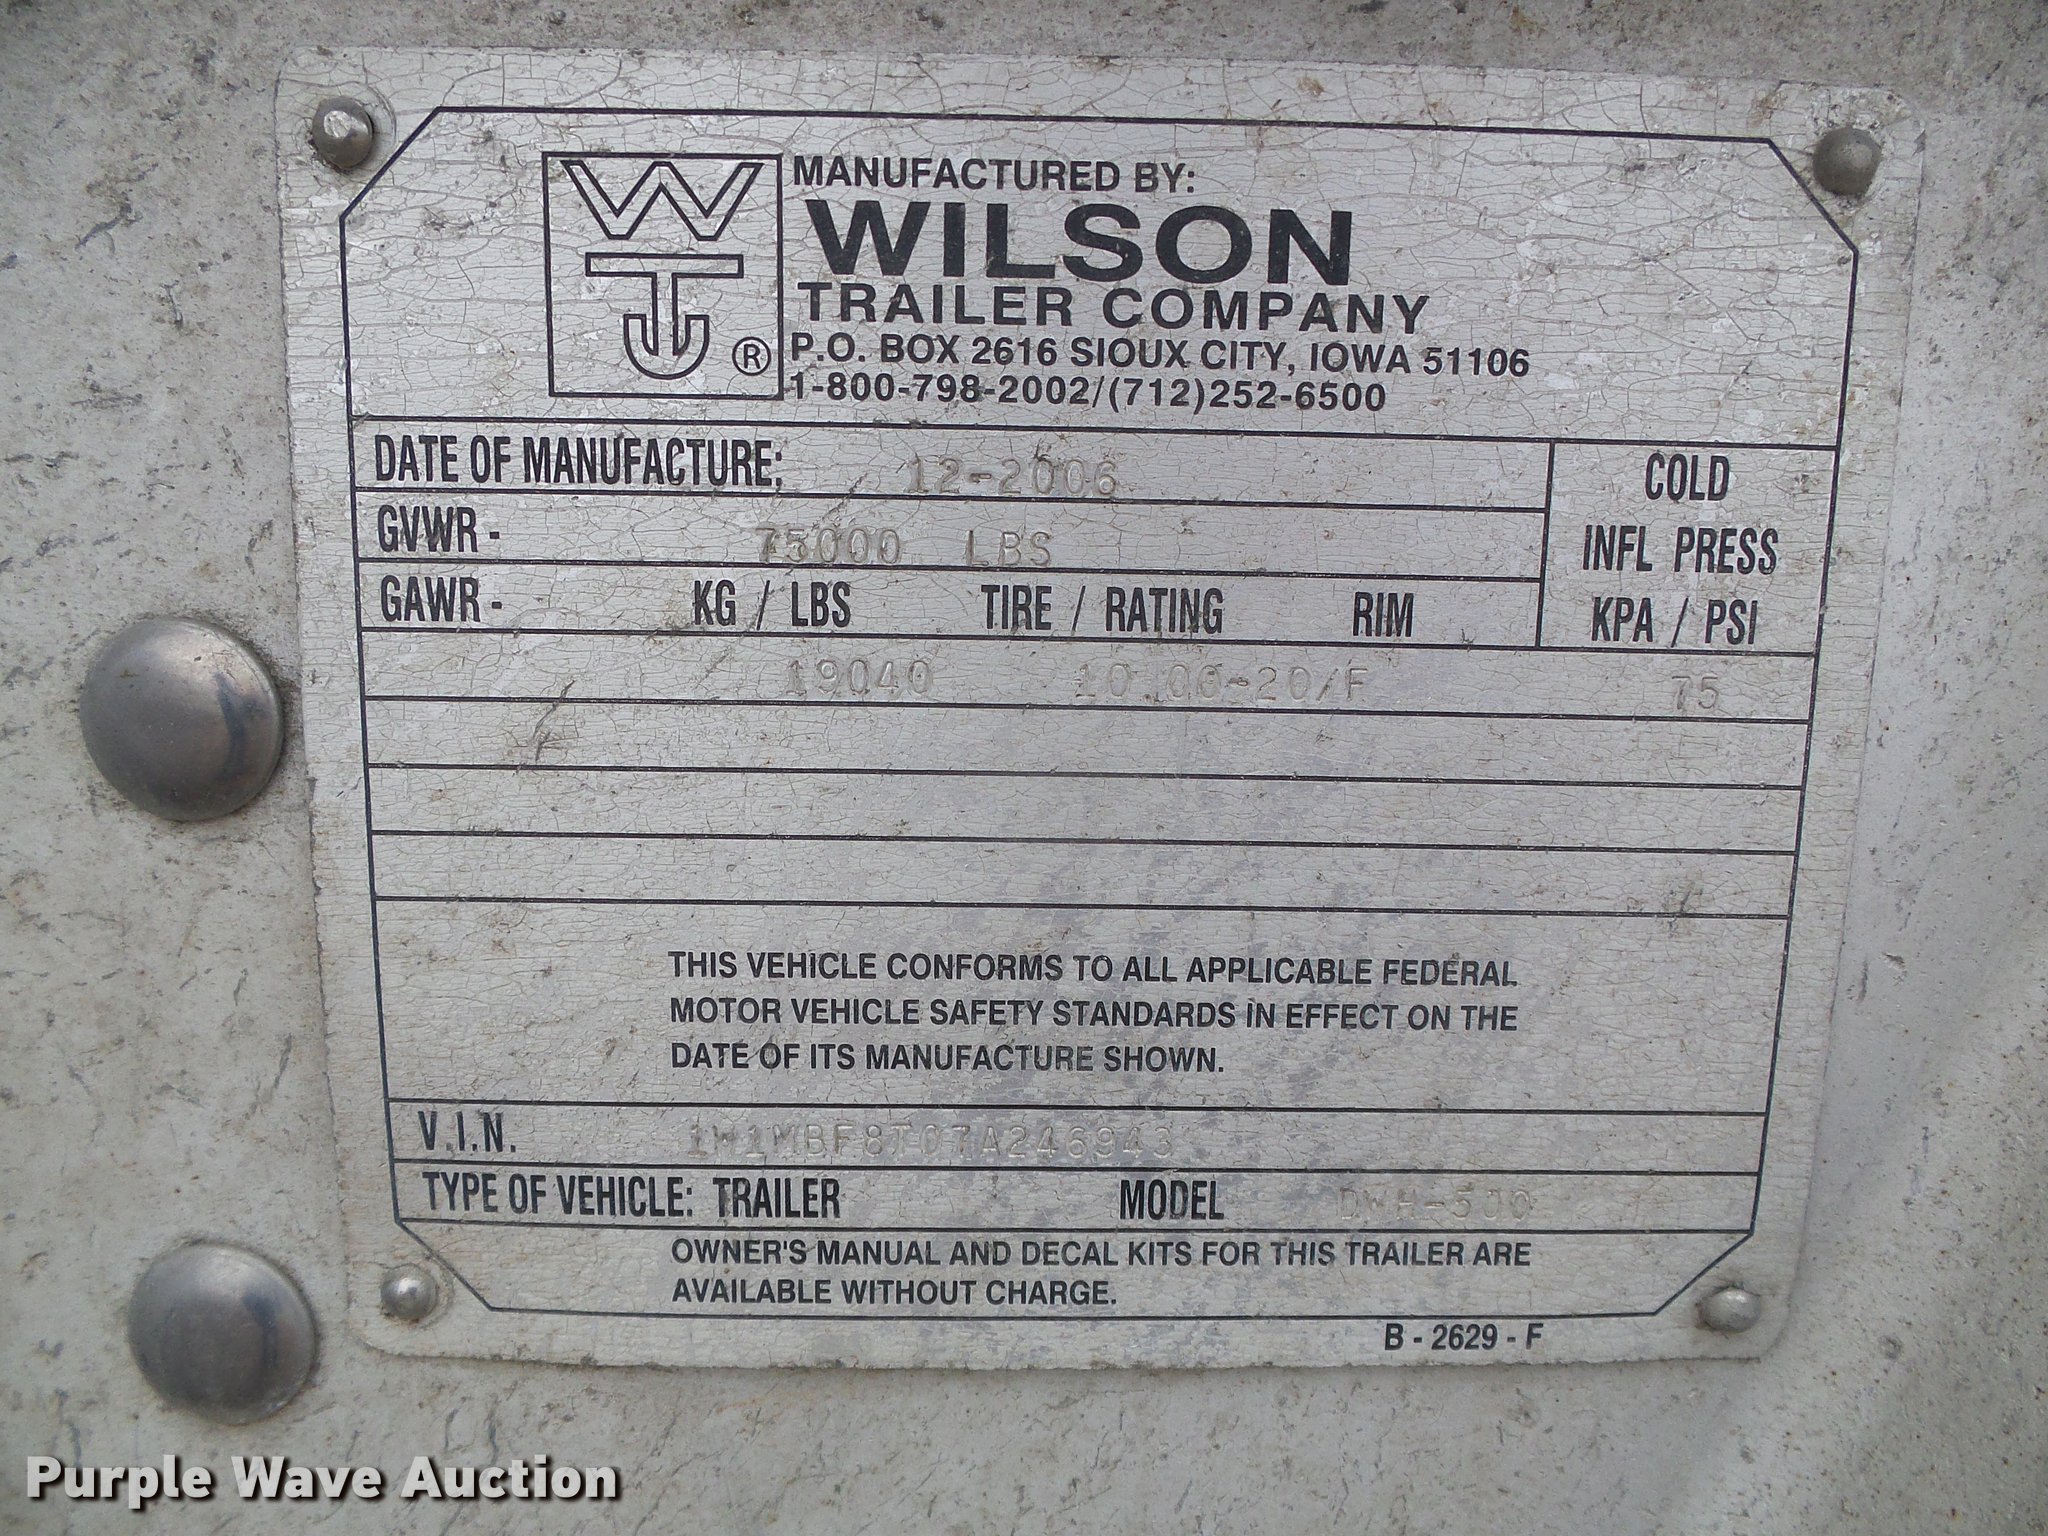 MANUFACTURED BY:
WILSON
TRAILER COMPANY
P.O. BOX 2616 SIOUX CITY, IOWA 51106
1-800-798-2002/(712)252-6500
WT ®
DATE OF MANUFACTURE: 12-2006
GVWR - 75000 LBS
COLD
INFL PRESS
KPA / PSI
GAWR - KG / LBS TIRE / RATING RIM
19040 10.00-20/F 75
THIS VEHICLE CONFORMS TO ALL APPLICABLE FEDERAL
MOTOR VEHICLE SAFETY STANDARDS IN EFFECT ON THE
DATE OF ITS MANUFACTURE SHOWN.
V.I.N. 1W1MBF8T07A246943
TYPE OF VEHICLE: TRAILER MODEL
OWNER'S MANUAL AND DECAL KITS FOR THIS TRAILER ARE
AVAILABLE WITHOUT CHARGE.
B - 2629 - F
Purple Wave Auction